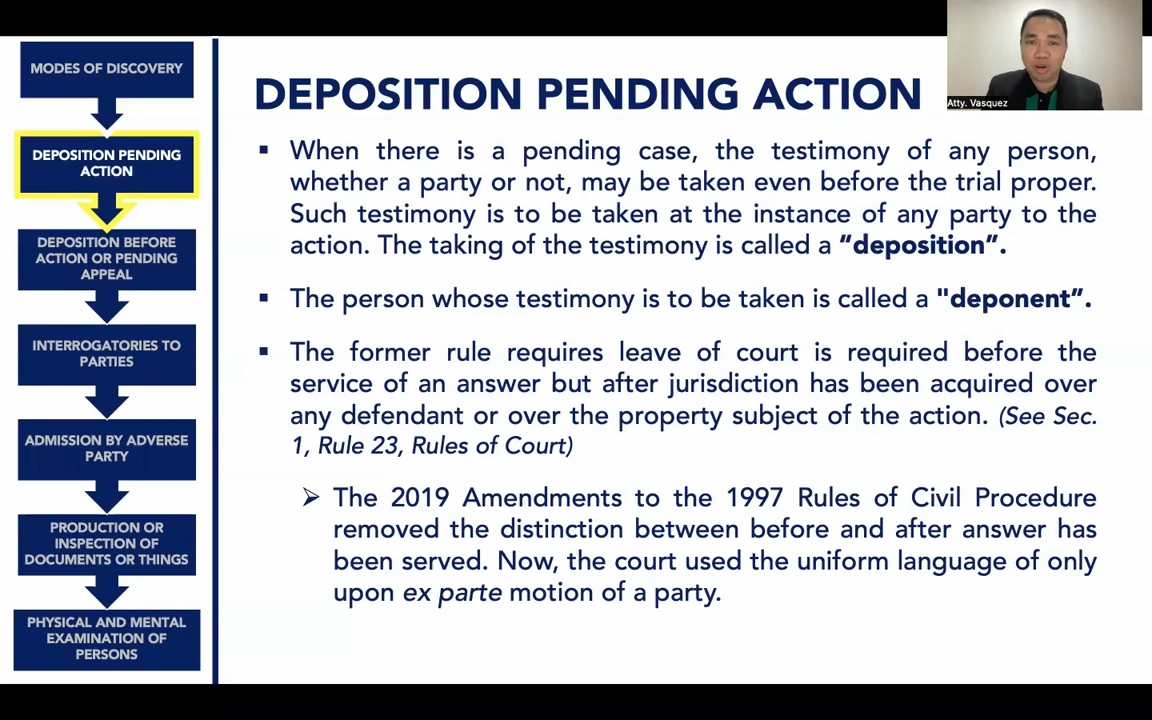 MODES OF DISCOVERY
DEPOSITION PENDING
ACTION
DEPOSITION BEFORE
ACTION OR PENDING
APPEAL
INTERROGATORIES TO
PARTIES
ADMISSION BY ADVERSE
PARTY
PRODUCTION OR
INSPECTION OF
DOCUMENTS OR THINGS
PHYSICAL AND MENTAL
EXAMINATION OF
PERSONS
DEPOSITION PENDING ACTION
▪ When there is a pending case, the testimony of any person,
whether a party or not, may be taken even before the trial proper.
Such testimony is to be taken at the instance of any party to the
action. The taking of the testimony is called a “deposition”.
▪ The person whose testimony is to be taken is called a "deponent”.
▪ The former rule requires leave of court is required before the
service of an answer but after jurisdiction has been acquired over
any defendant or over the property subject of the action. (See Sec.
1, Rule 23, Rules of Court)
➢ The 2019 Amendments to the 1997 Rules of Civil Procedure
removed the distinction between before and after answer has
been served. Now, the court used the uniform language of only
upon ex parte motion of a party.
Atty. Vasquez